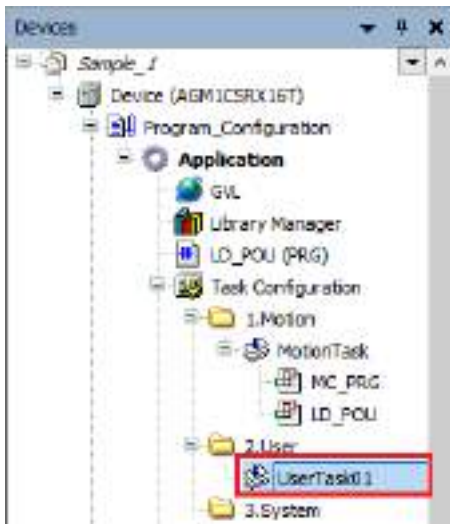 Devices
Sample_1
Device (AGM1CSRX16T)
Program_Configuration
Application
GVL
Library Manager
LD_POU (PRG)
Task Configuration
1.Motion
MotionTask
MC_PRG
LD_POU
2.User
UserTask01
3.System